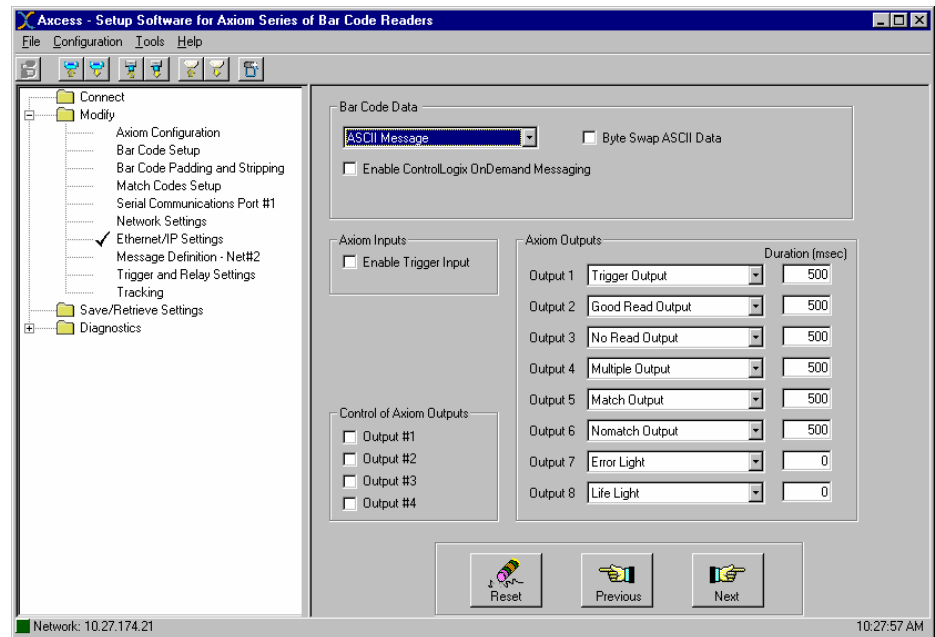 Axcess - Setup Software for Axiom Series of Bar Code Readers
File Configuration Tools Help
Connect
Modify
Axiom Configuration
Bar Code Setup
Bar Code Padding and Stripping
Match Codes Setup
Serial Communications Port #1
Network Settings
Ethernet/IP Settings
Message Definition - Net#2
Trigger and Relay Settings
Tracking
Save/Retrieve Settings
Diagnostics
Bar Code Data
ASCII Message
Byte Swap ASCII Data
Enable ControlLogix OnDemand Messaging
Axiom Inputs
Enable Trigger Input
Control of Axiom Outputs
Output #1
Output #2
Output #3
Output #4
Axiom Outputs
Duration (msec)
Output 1 Trigger Output 500
Output 2 Good Read Output 500
Output 3 No Read Output 500
Output 4 Multiple Output 500
Output 5 Match Output 500
Output 6 Nomatch Output 500
Output 7 Error Light 0
Output 8 Life Light 0
Reset Previous Next
Network: 10.27.174.21 10:27:57 AM